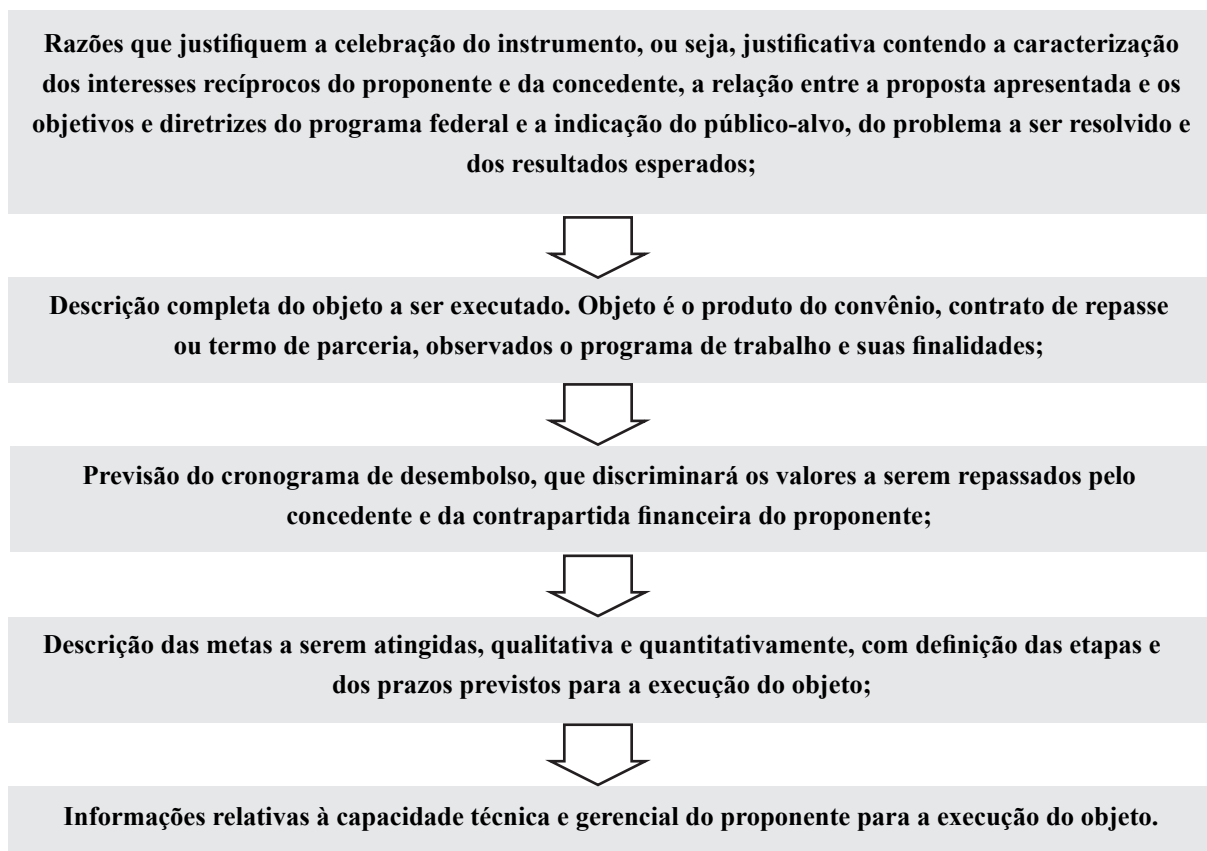 Razões que justifiquem a celebração do instrumento, ou seja, justificativa contendo a caracterização
dos interesses recíprocos do proponente e da concedente, a relação entre a proposta apresentada e os
objetivos e diretrizes do programa federal e a indicação do público-alvo, do problema a ser resolvido e
dos resultados esperados;
Descrição completa do objeto a ser executado. Objeto é o produto do convênio, contrato de repasse
ou termo de parceria, observados o programa de trabalho e suas finalidades;
Previsão do cronograma de desembolso, que discriminará os valores a serem repassados pelo
concedente e da contrapartida financeira do proponente;
Descrição das metas a serem atingidas, qualitativa e quantitativamente, com definição das etapas e
dos prazos previstos para a execução do objeto;
Informações relativas à capacidade técnica e gerencial do proponente para a execução do objeto.